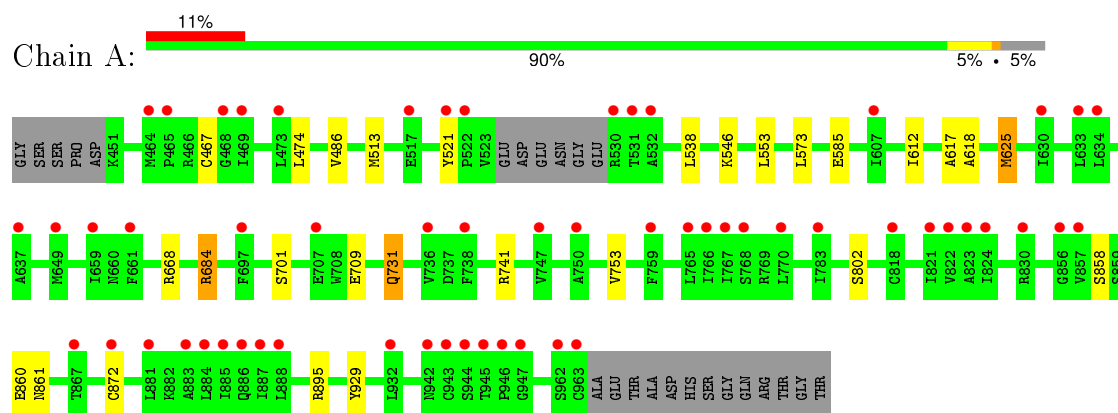 11%
Chain A:
90% 5% • 5%
GLY SER SER PRO ASP K451 M464 P465 R466 C467 G468 I469 L473 L474 V486 M513 E517 Y521 P522 V523 GLU ASP GLU ASN GLY GLU R530 T531 A532 L538 K546 L553 L573 E585 I607 I612 A617 A618 M625 I630 L633 L634
A637 M649 I659 N660 F661 R668 R684 F697 S701 E707 W708 E709 Q731 V736 D737 F738 R741 V747 A750 V753 F759 L765 I766 I767 S768 R769 L770 I783 S802 C818 I821 V822 A823 I824 R830 G856 V857 S858 S859
E860 N861 T867 C872 L881 K882 A883 L884 I885 Q886 I887 L888 R895 Y929 L932 N942 C943 S944 T945 P946 G947 S962 C963 ALA GLU THR ALA ASP HIS SER GLY GLN ARG THR GLY THR